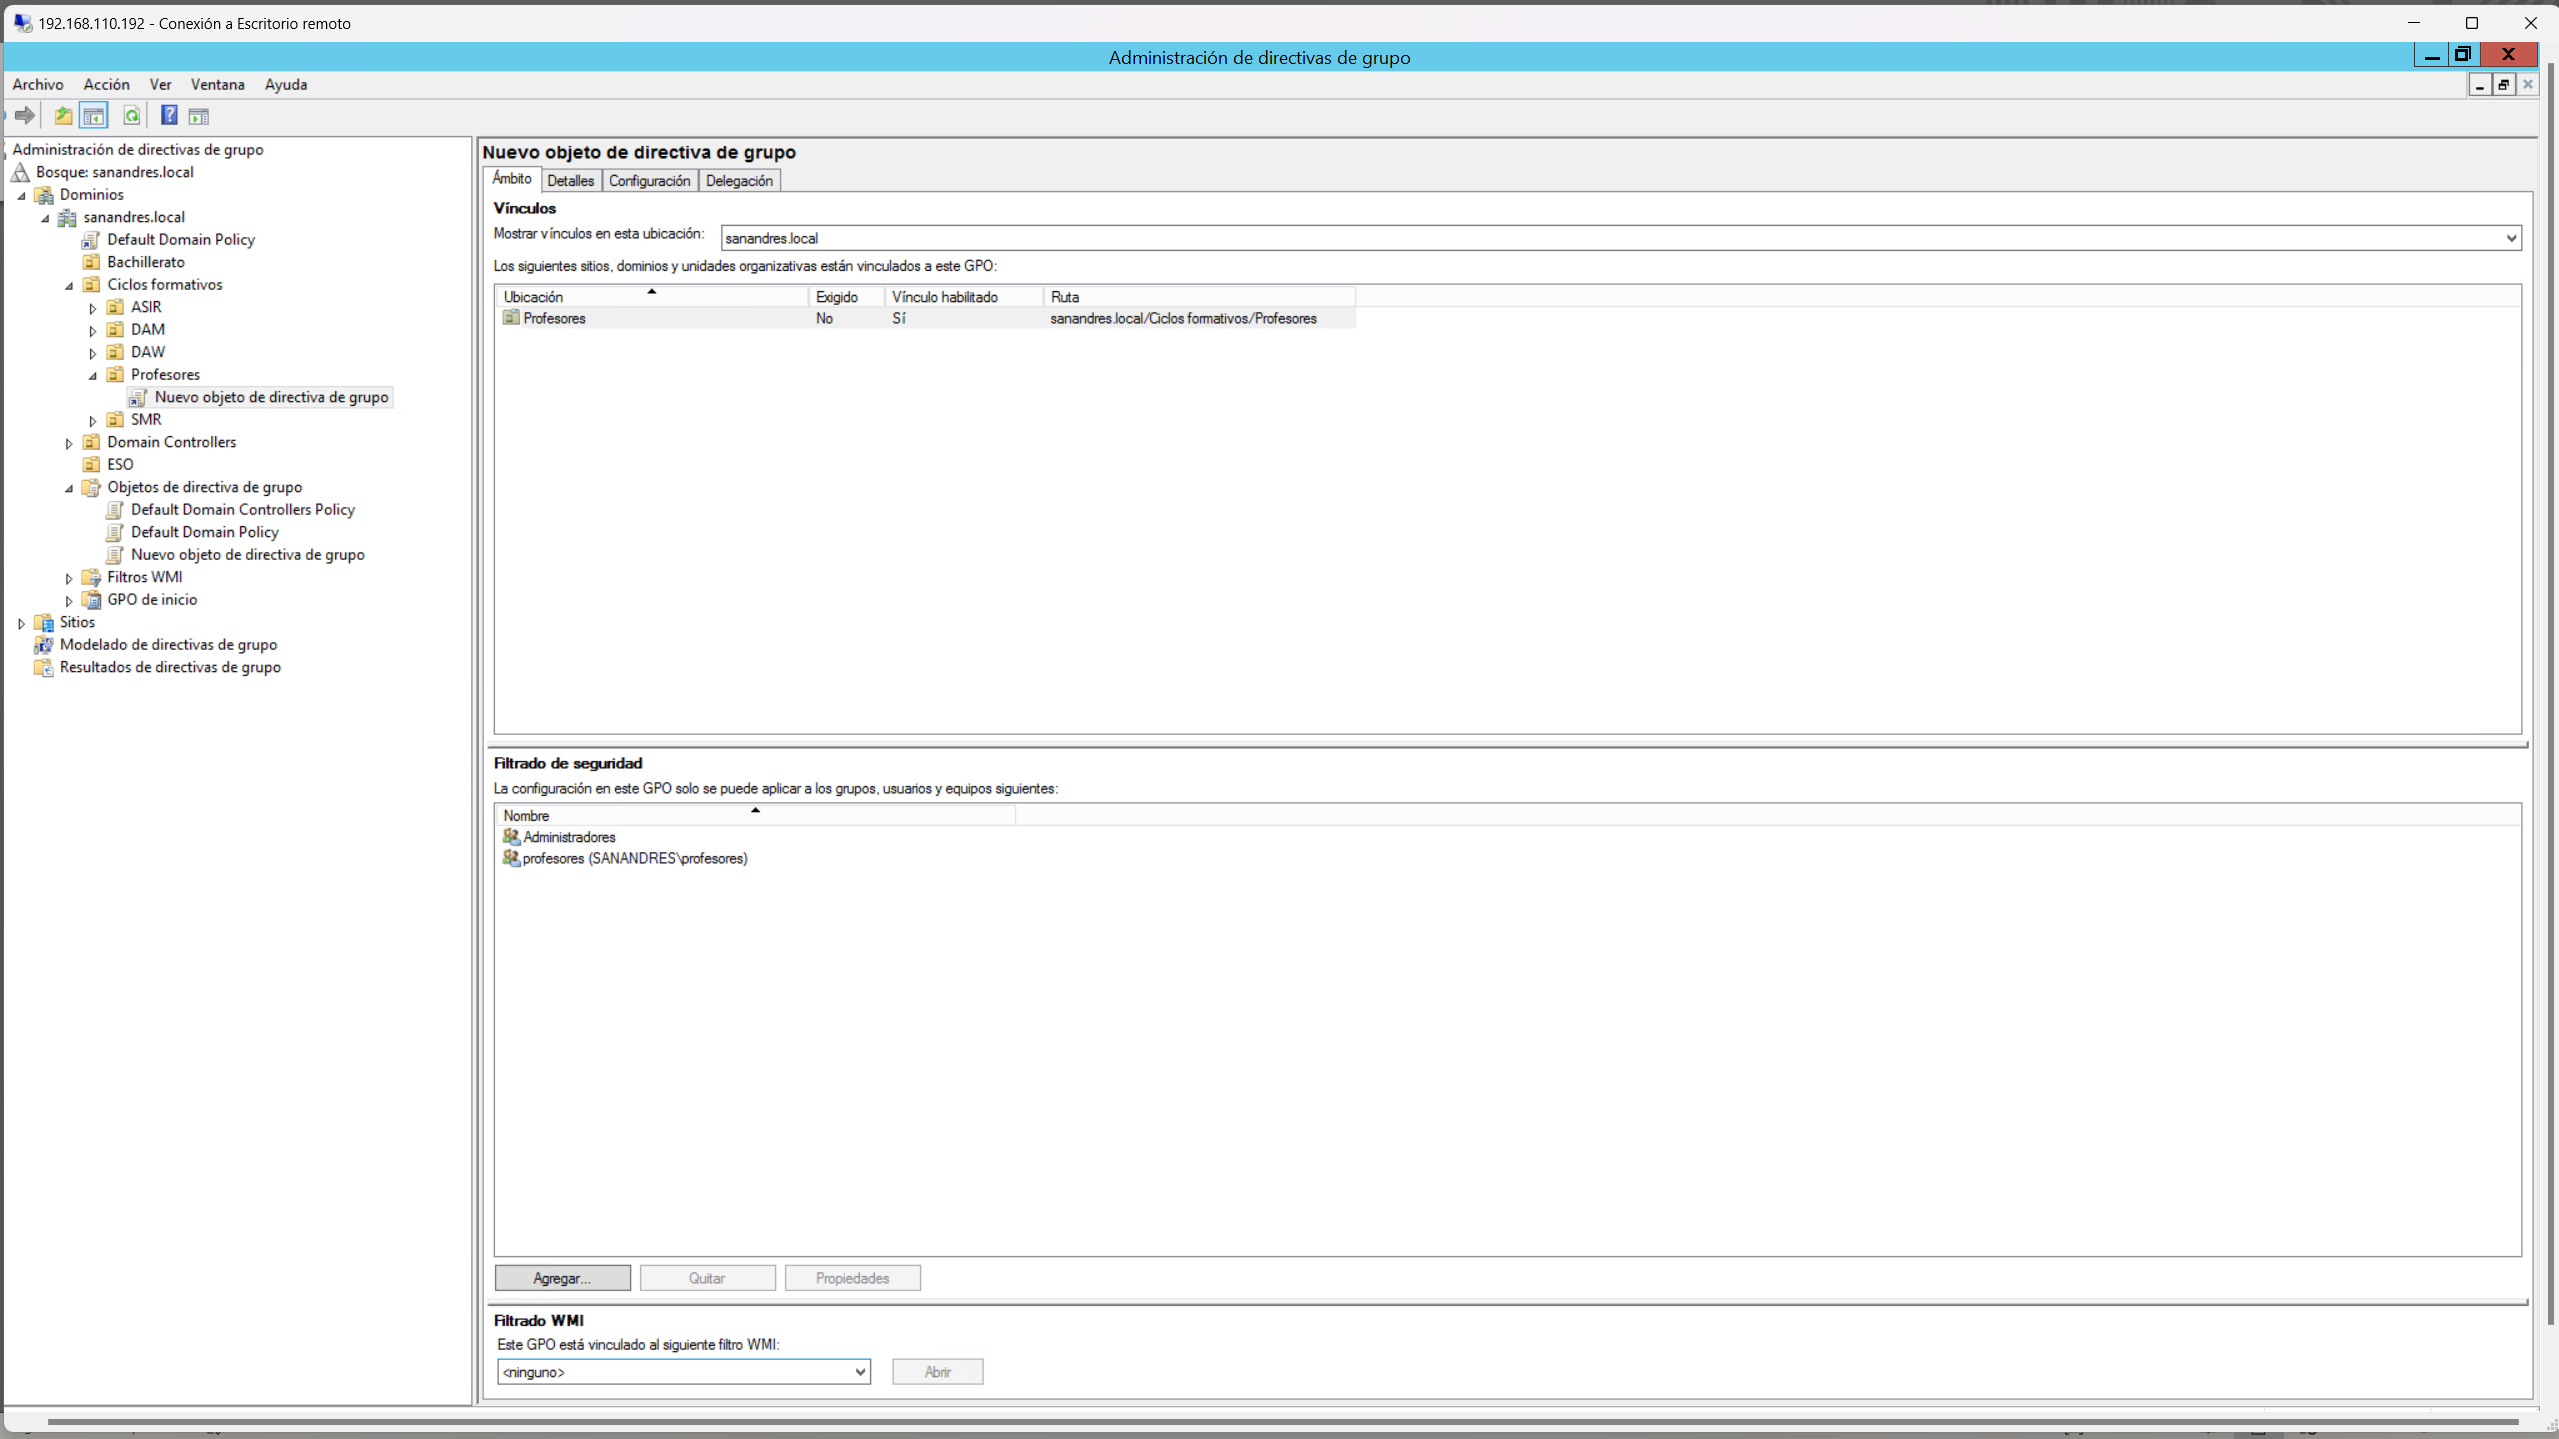 192.168.110.192 - Conexión a Escritorio remoto
Administración de directivas de grupo
Archivo Acción Ver Ventana Ayuda
Administración de directivas de grupo
Bosque: sanandres.local
Dominios
sanandres.local
Default Domain Policy
Bachillerato
Ciclos formativos
ASIR
DAM
DAW
Profesores
Nuevo objeto de directiva de grupo
SMR
Domain Controllers
ESO
Objetos de directiva de grupo
Default Domain Controllers Policy
Default Domain Policy
Nuevo objeto de directiva de grupo
Filtros WMI
GPO de inicio
Sitios
Modelado de directivas de grupo
Resultados de directivas de grupo
Nuevo objeto de directiva de grupo
Ámbito Detalles Configuración Delegación
Vínculos
Mostrar vínculos en esta ubicación: sanandres.local
Los siguientes sitios, dominios y unidades organizativas están vinculados a este GPO:
Ubicación Exigido Vínculo habilitado Ruta
Profesores No Sí sanandres.local/Ciclos formativos/Profesores
Filtrado de seguridad
La configuración en este GPO solo se puede aplicar a los grupos, usuarios y equipos siguientes:
Nombre
Administradores
profesores (SANANDRES\profesores)
Agregar... Quitar Propiedades
Filtrado WMI
Este GPO está vinculado al siguiente filtro WMI:
<ninguno> Abrir